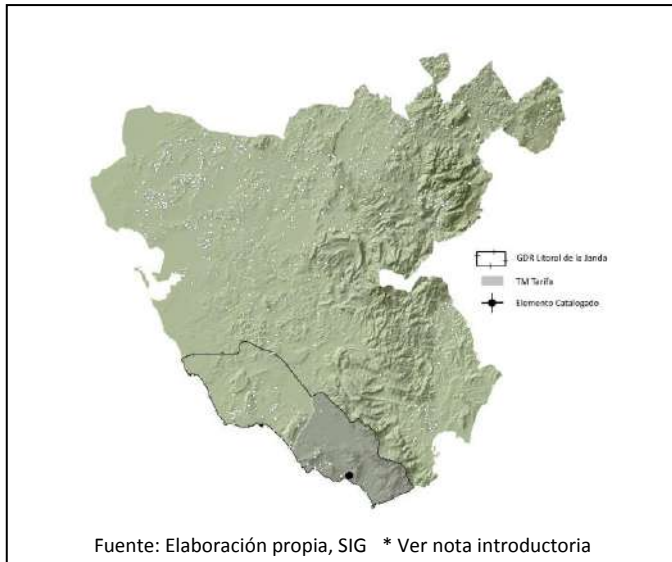 GDR Litoral de la Janda
TM Tarifa
Elemento Catalogado
Fuente: Elaboración propia, SIG * Ver nota introductoria